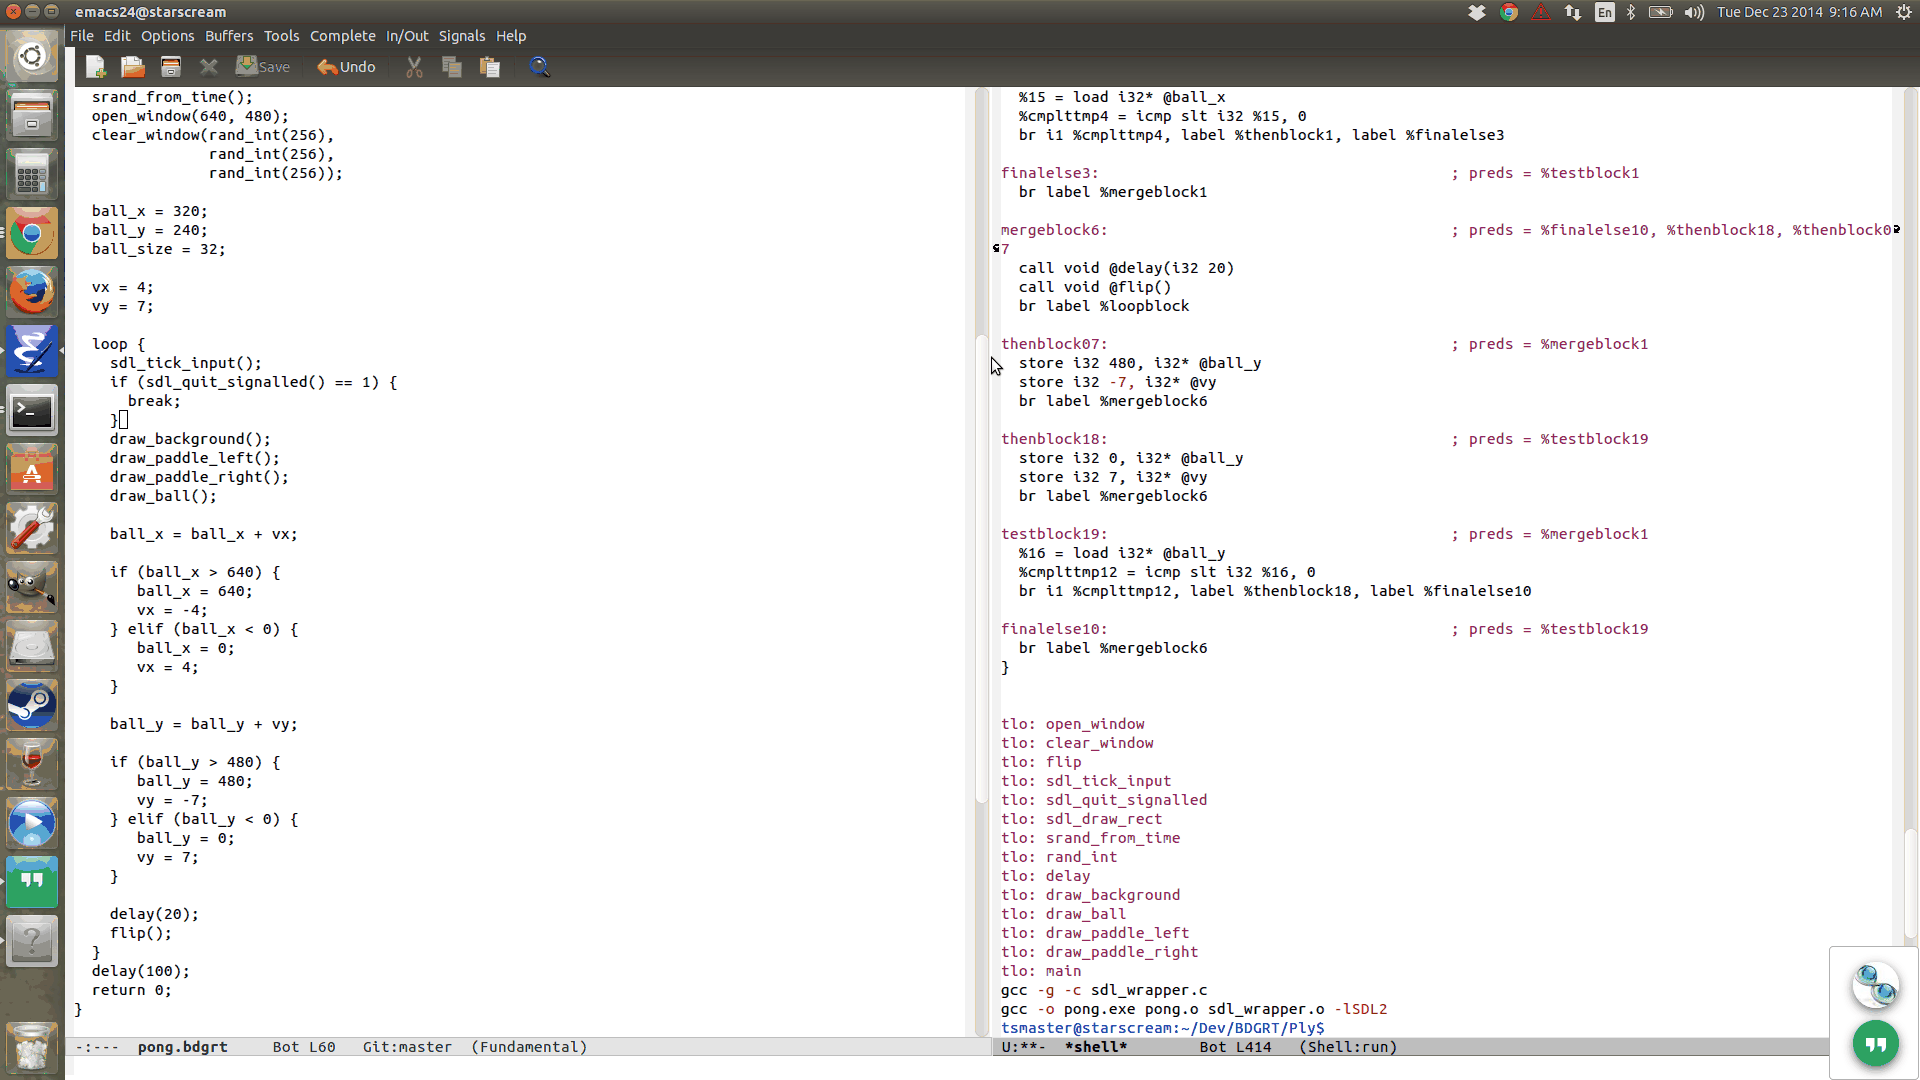 emacs24@starscream
En
Tue Dec 23 2014 9:16 AM
File Edit Options Buffers Tools Complete In/Out Signals Help
Save
Undo
srand_from_time();
open_window(640, 480);
clear_window(rand_int(256),
rand_int(256),
rand_int(256));
ball_x = 320;
ball_y = 240;
ball_size = 32;
vx = 4;
vy = 7;
loop {
sdl_tick_input();
if (sdl_quit_signalled() == 1) {
break;
}
draw_background();
draw_paddle_left();
draw_paddle_right();
draw_ball();
ball_x = ball_x + vx;
if (ball_x > 640) {
ball_x = 640;
vx = -4;
} elif (ball_x < 0) {
ball_x = 0;
vx = 4;
}
ball_y = ball_y + vy;
if (ball_y > 480) {
ball_y = 480;
vy = -7;
} elif (ball_y < 0) {
ball_y = 0;
vy = 7;
}
delay(20);
flip();
}
delay(100);
return 0;
}
-:--- pong.bdgrt Bot L60 Git:master (Fundamental)
%15 = load i32* @ball_x
%cmplttmp4 = icmp slt i32 %15, 0
br i1 %cmplttmp4, label %thenblock1, label %finalelse3
finalelse3: ; preds = %testblock1
br label %mergeblock1
mergeblock6: ; preds = %finalelse10, %thenblock18, %thenblock0
7
call void @delay(i32 20)
call void @flip()
br label %loopblock
thenblock07: ; preds = %mergeblock1
store i32 480, i32* @ball_y
store i32 -7, i32* @vy
br label %mergeblock6
thenblock18: ; preds = %testblock19
store i32 0, i32* @ball_y
store i32 7, i32* @vy
br label %mergeblock6
testblock19: ; preds = %mergeblock1
%16 = load i32* @ball_y
%cmplttmp12 = icmp slt i32 %16, 0
br i1 %cmplttmp12, label %thenblock18, label %finalelse10
finalelse10: ; preds = %testblock19
br label %mergeblock6
}
tlo: open_window
tlo: clear_window
tlo: flip
tlo: sdl_tick_input
tlo: sdl_quit_signalled
tlo: sdl_draw_rect
tlo: srand_from_time
tlo: rand_int
tlo: delay
tlo: draw_background
tlo: draw_ball
tlo: draw_paddle_left
tlo: draw_paddle_right
tlo: main
gcc -g -c sdl_wrapper.c
gcc -o pong.exe pong.o sdl_wrapper.o -lSDL2
tsmaster@starscream:~/Dev/BDGRT/Ply$
U:**- *shell* Bot L414 (Shell:run)